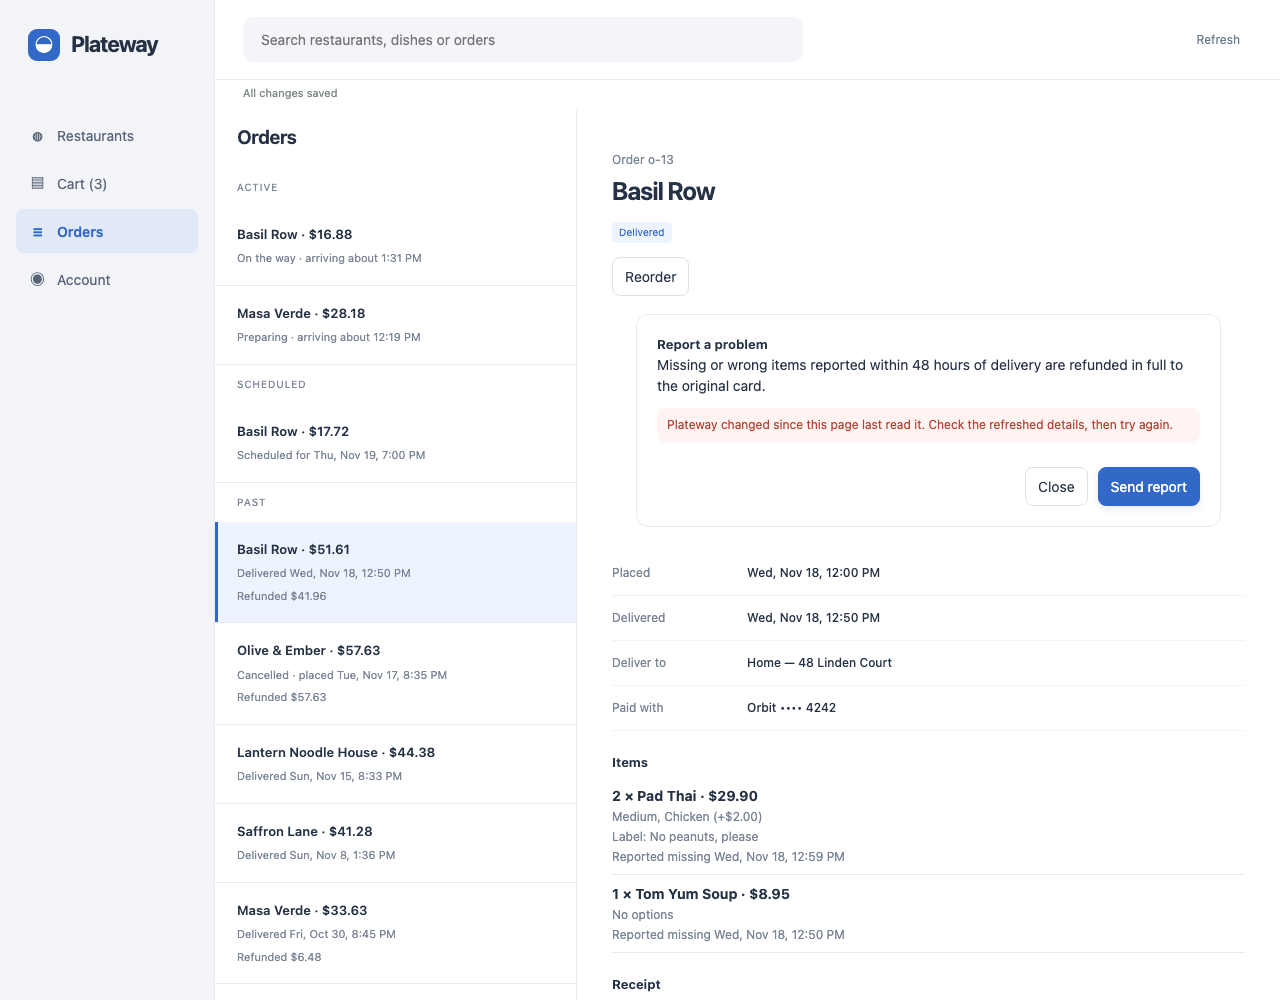 Plateway
Search restaurants, dishes or orders
Refresh
All changes saved
Restaurants
Cart (3)
Orders
Account
Orders
ACTIVE
Basil Row · $16.88
On the way · arriving about 1:31 PM
Masa Verde · $28.18
Preparing · arriving about 12:19 PM
SCHEDULED
Basil Row · $17.72
Scheduled for Thu, Nov 19, 7:00 PM
PAST
Basil Row · $51.61
Delivered Wed, Nov 18, 12:50 PM
Refunded $41.96
Olive & Ember · $57.63
Cancelled · placed Tue, Nov 17, 8:35 PM
Refunded $57.63
Lantern Noodle House · $44.38
Delivered Sun, Nov 15, 8:33 PM
Saffron Lane · $41.28
Delivered Sun, Nov 8, 1:36 PM
Masa Verde · $33.63
Delivered Fri, Oct 30, 8:45 PM
Refunded $6.48
Order o-13
Basil Row
Delivered
Reorder
Report a problem
Missing or wrong items reported within 48 hours of delivery are refunded in full to
the original card.
Plateway changed since this page last read it. Check the refreshed details, then try again.
Close
Send report
Placed Wed, Nov 18, 12:00 PM
Delivered Wed, Nov 18, 12:50 PM
Deliver to Home — 48 Linden Court
Paid with Orbit •••• 4242
Items
2 × Pad Thai · $29.90
Medium, Chicken (+$2.00)
Label: No peanuts, please
Reported missing Wed, Nov 18, 12:59 PM
1 × Tom Yum Soup · $8.95
No options
Reported missing Wed, Nov 18, 12:50 PM
Receipt